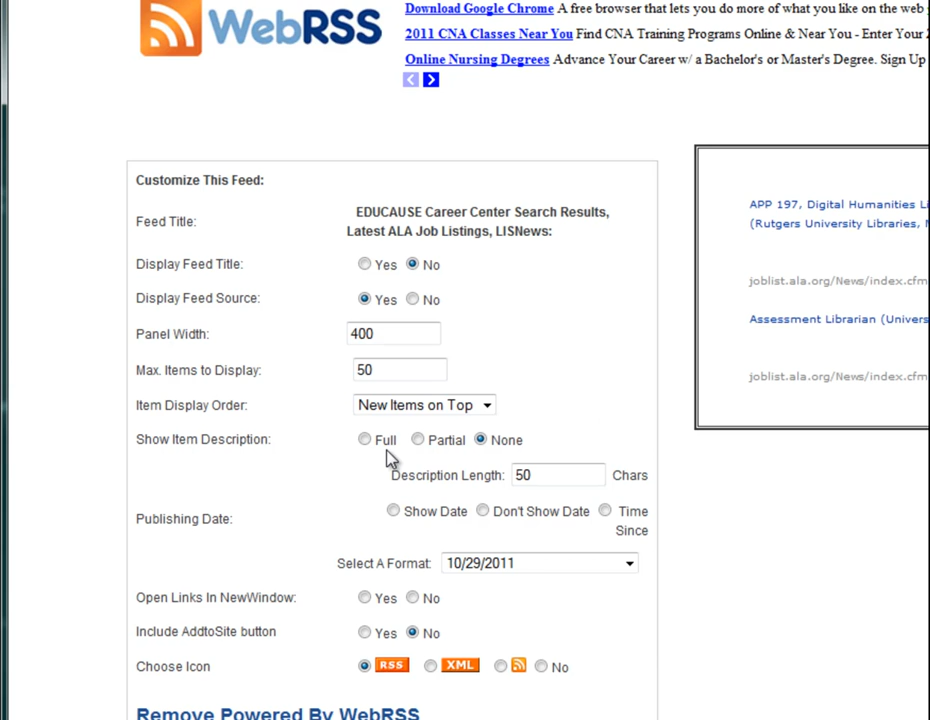 Download Google Chrome A free browser that lets you do more of what you like on the web
WebRSS
2011 CNA Classes Near You Find CNA Training Programs Online & Near You - Enter Your
Online Nursing Degrees Advance Your Career w/ a Bachelor's or Master's Degree. Sign Up
Customize This Feed:
Feed Title: EDUCAUSE Career Center Search Results,
Latest ALA Job Listings, LISNews:
Display Feed Title: Yes No
Display Feed Source: Yes No
Panel Width: 400
Max. Items to Display: 50
Item Display Order: New Items on Top
Show Item Description: Full Partial None
Description Length: 50 Chars
Publishing Date: Show Date Don't Show Date Time
Since
Select A Format: 10/29/2011
Open Links In NewWindow: Yes No
Include AddtoSite button Yes No
Choose Icon RSS XML No
Remove Powered By WebRSS
APP 197, Digital Humanities Li
(Rutgers University Libraries,
joblist.ala.org/News/index.cfm
Assessment Librarian (Univers
joblist.ala.org/News/index.cfm